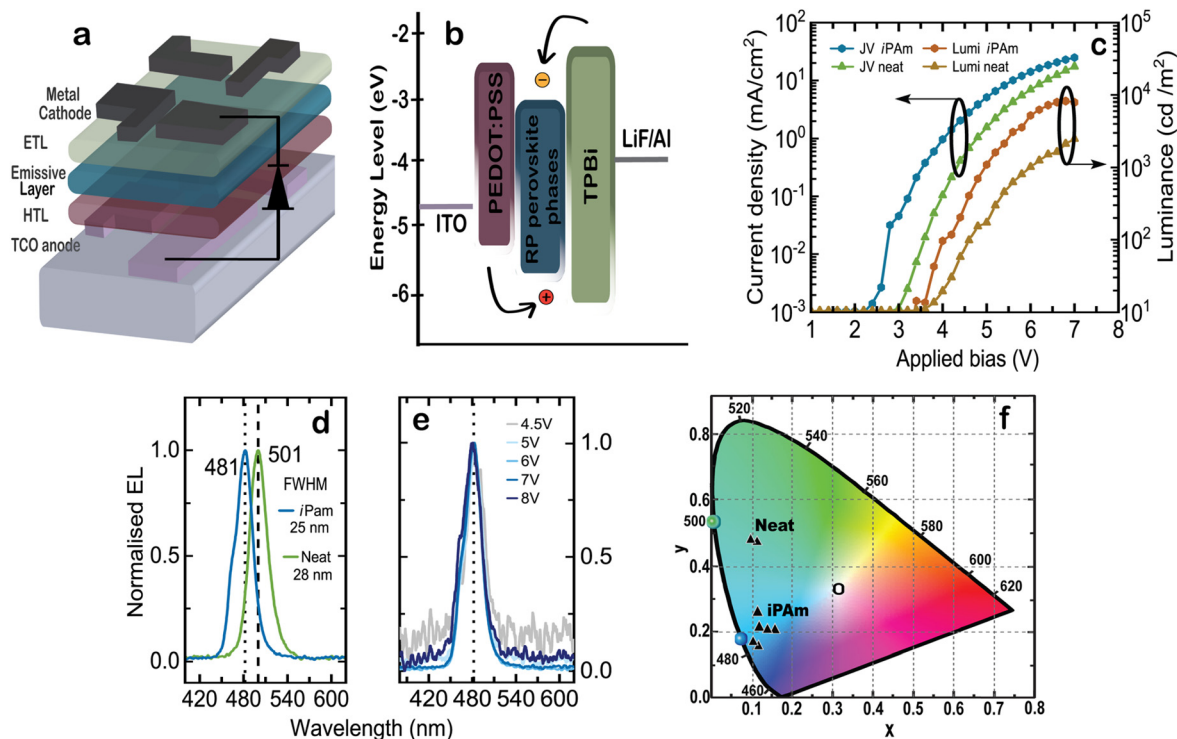 a
Metal
Cathode
ETL
Emissive
Layer
HTL
TCO anode
b
Energy Level (eV)
-2
-3
-4
-5
-6
ITO
PEDOT:PSS
RP perovskite
phases
TPBi
LiF/Al
−
+
c
Current density (mA/cm²)
10²
10¹
10⁰
10⁻¹
10⁻²
10⁻³
JV iPAm
JV neat
Lumi iPAm
Lumi neat
10⁵
10⁴
10³
10²
10¹
Luminance (cd /m²)
1 2 3 4 5 6 7 8
Applied bias (V)
d
Normalised EL
1.0
0.5
0.0
481
501
FWHM
iPam
25 nm
Neat
28 nm
420 480 540 600
e
4.5V
5V
6V
7V
8V
1.0
0.5
0.0
420 480 540 600
Wavelength (nm)
f
y
0.8
0.6
0.5
0.4
0.3
0.2
0.1
0.0
520
540
560
580
600
620
500
480
460
Neat
iPAm
0.1 0.2 0.3 0.4 0.5 0.6 0.7 0.8
x